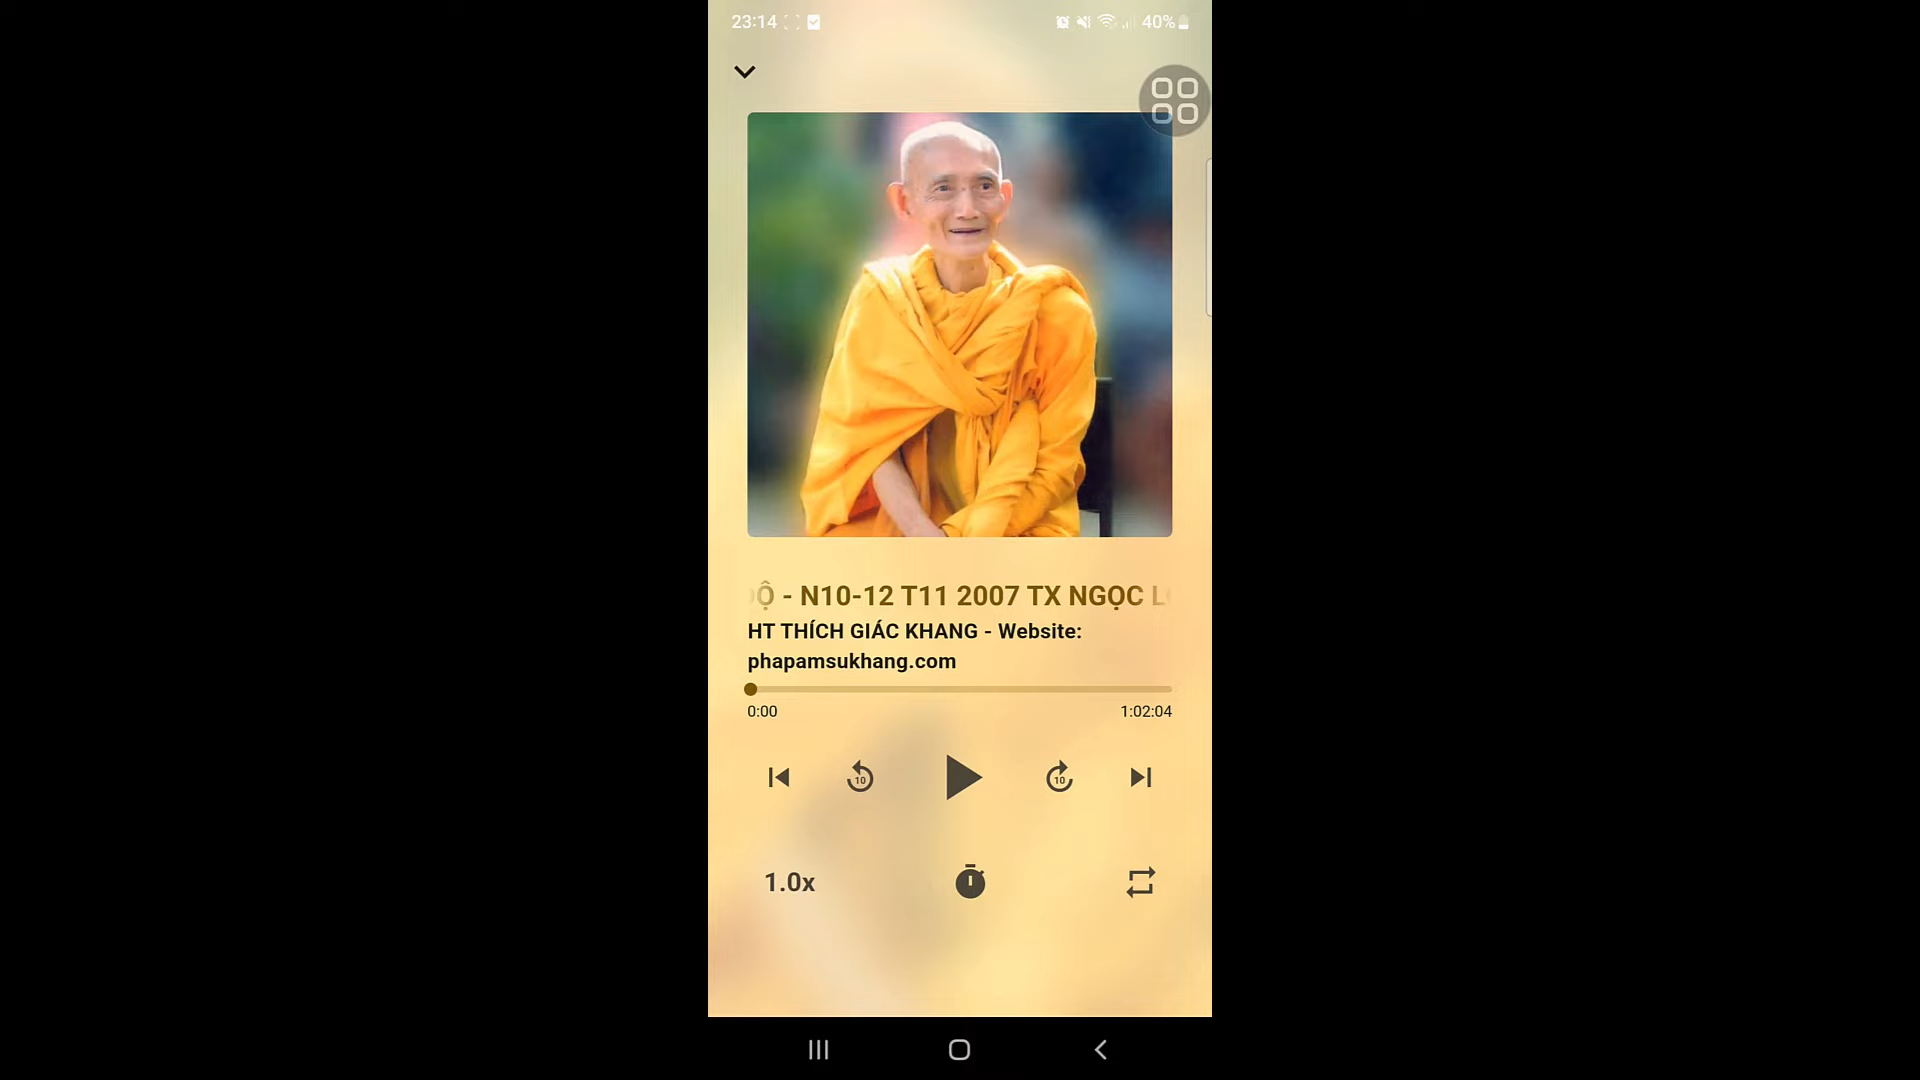 23:14
40%
- N10-12 T11 2007 TX NGỌC
HT THÍCH GIÁC KHANG - Website:
phapamsukhang.com
0:00
1:02:04
10
10
1.0x